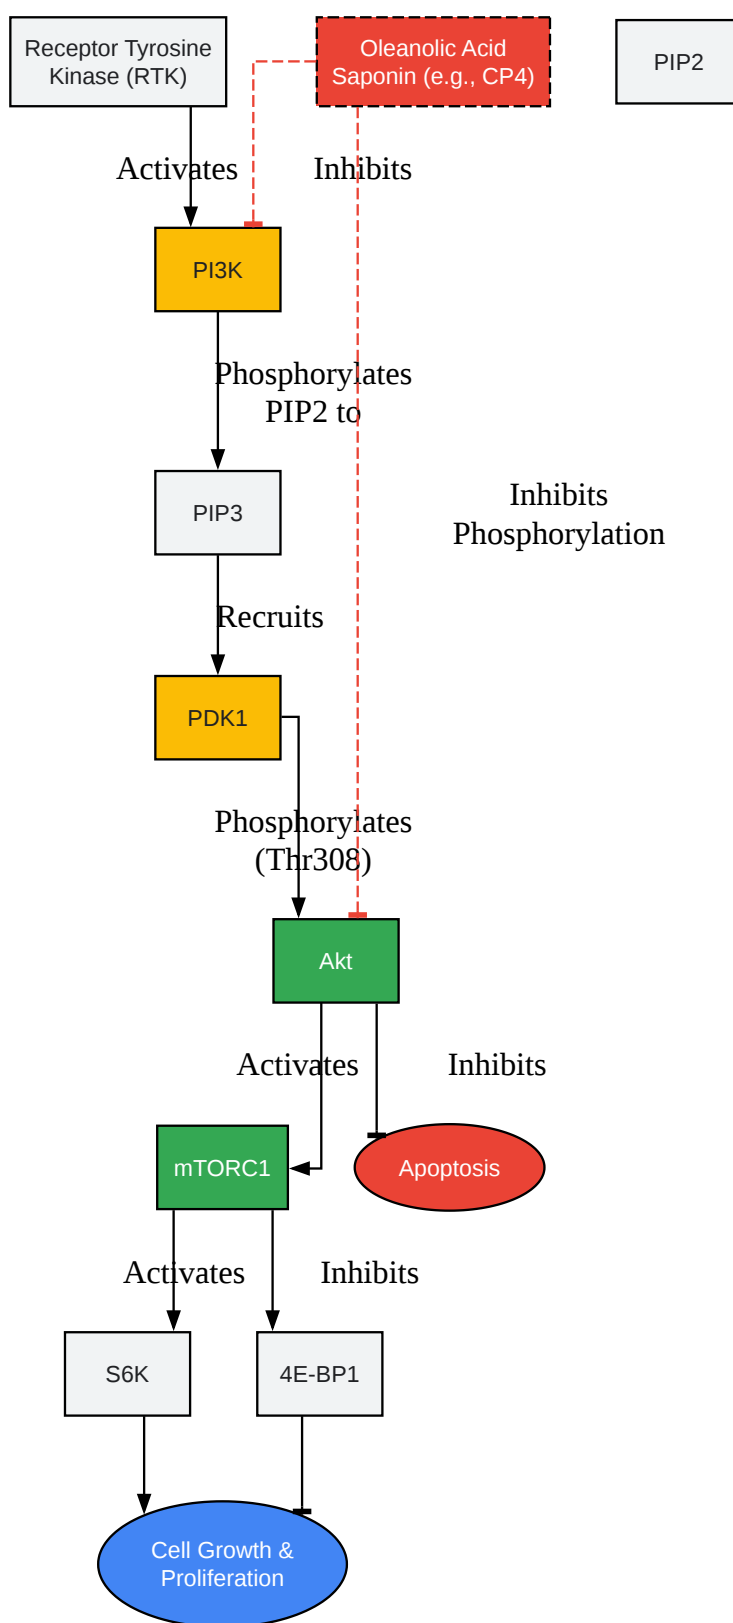 Receptor Tyrosine
Kinase (RTK)
Oleanolic Acid
Saponin (e.g., CP4)
PIP2
Activates
Inhibits
PI3K
Phosphorylates
PIP2 to
Inhibits
Phosphorylation
PIP3
Recruits
PDK1
Phosphorylates
(Thr308)
Akt
Activates
Inhibits
mTORC1
Apoptosis
Activates
Inhibits
S6K
4E-BP1
Cell Growth &
Proliferation